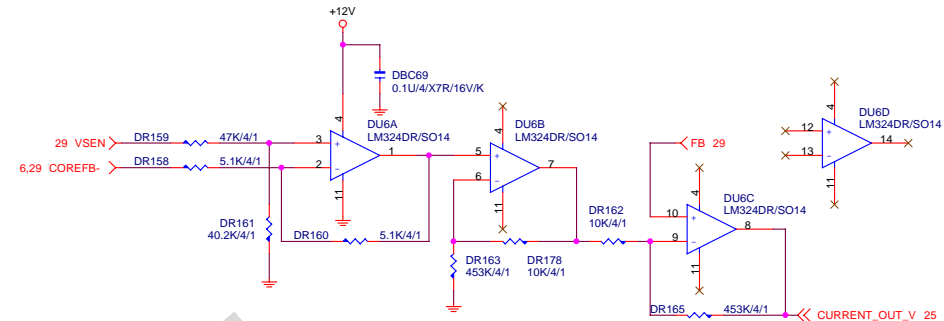 +12V
DBC69
0.1U/4/X7R/16V/K
DU6A
LM324DR/SO14
DU6B
LM324DR/SO14
DU6D
LM324DR/SO14
29 VSEN
DR159
47K/4/1
3
+
4
1
2
-
11
6,29 COREFB-
DR158
5.1K/4/1
5
+
4
7
6
-
11
FB 29
12
+
4
14
13
-
11
DR161
40.2K/4/1
DR160
5.1K/4/1
DR162
10K/4/1
DU6C
LM324DR/SO14
10
+
4
8
9
-
11
DR163
453K/4/1
DR178
10K/4/1
DR165
453K/4/1
CURRENT_OUT_V 25